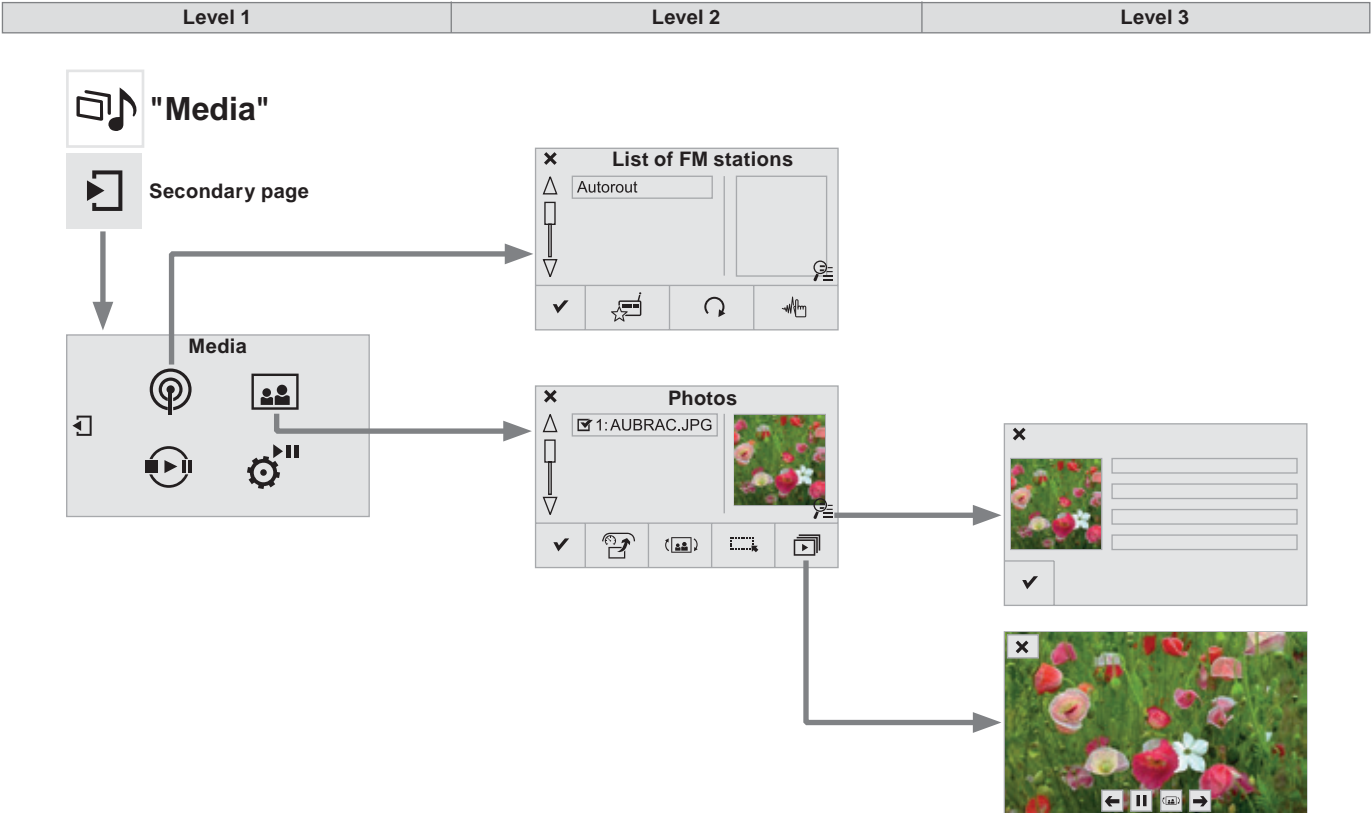 Level 1 Level 2 Level 3
"Media"
Secondary page
Media
List of FM stations
Autorout
Photos
1: AUBRAC.JPG